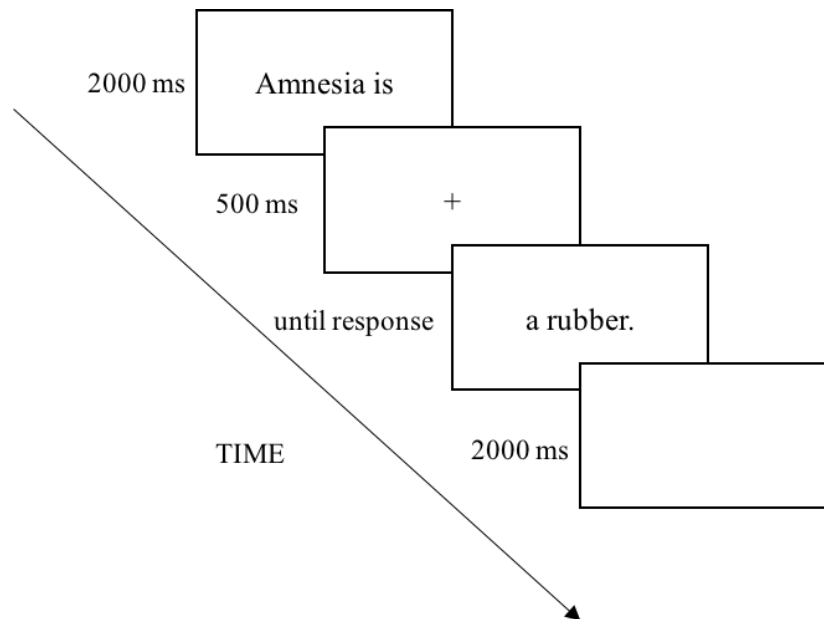 2000 ms
Amnesia is
500 ms
+
until response
a rubber.
TIME
2000 ms